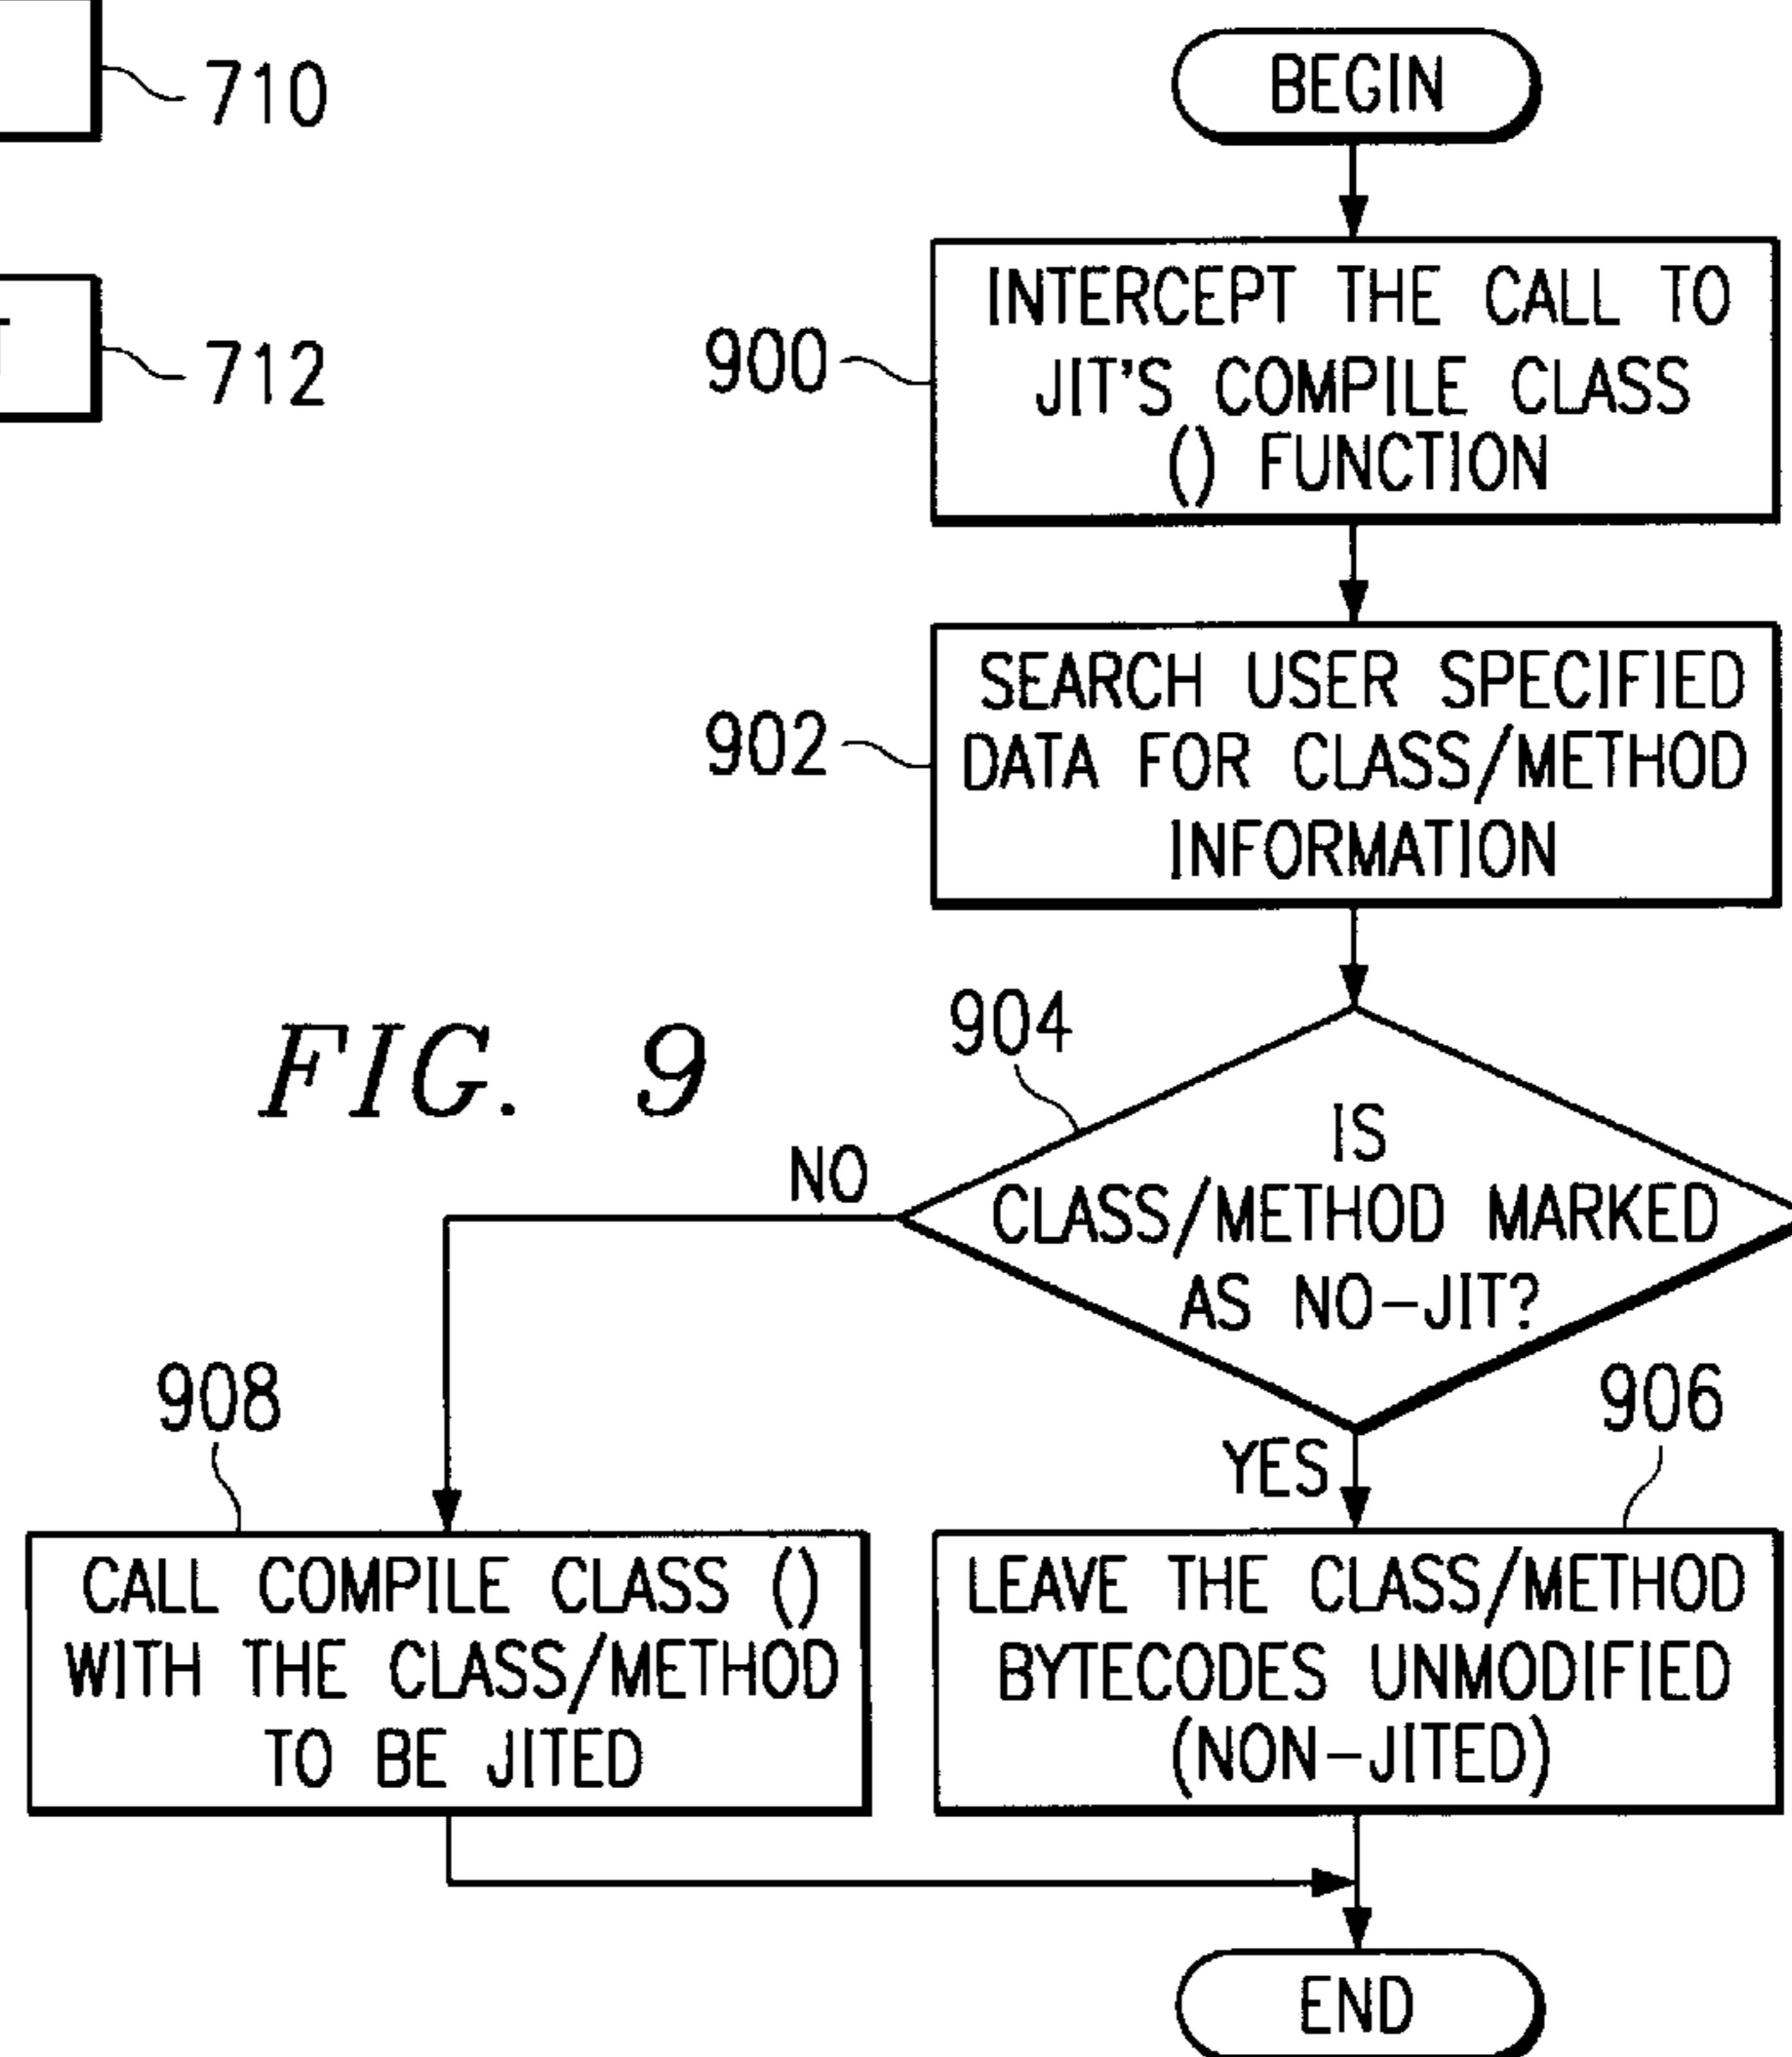 710
712
BEGIN
900
INTERCEPT THE CALL TO
JIT'S COMPILE CLASS
() FUNCTION
902
SEARCH USER SPECIFIED
DATA FOR CLASS/METHOD
INFORMATION
FIG. 9
904
IS
CLASS/METHOD MARKED
AS NO-JIT?
NO
YES
908
CALL COMPILE CLASS ()
WITH THE CLASS/METHOD
TO BE JITED
906
LEAVE THE CLASS/METHOD
BYTECODES UNMODIFIED
(NON-JITED)
END